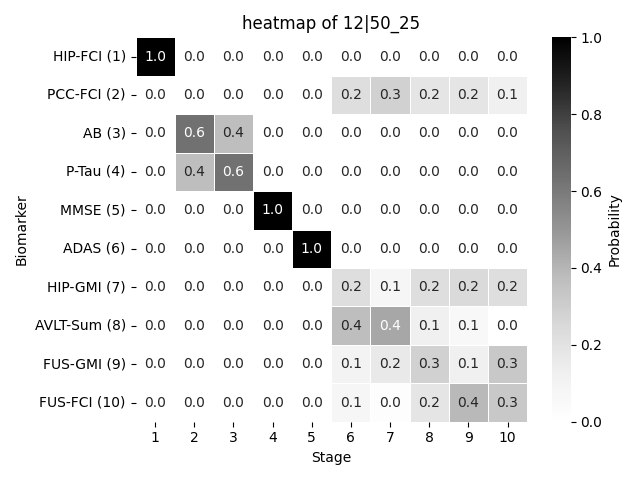 heatmap of 12|50_25
HIP-FCI (1) 1.0 0.0 0.0 0.0 0.0 0.0 0.0 0.0 0.0 0.0
PCC-FCI (2) 0.0 0.0 0.0 0.0 0.0 0.2 0.3 0.2 0.2 0.1
AB (3) 0.0 0.6 0.4 0.0 0.0 0.0 0.0 0.0 0.0 0.0
P-Tau (4) 0.0 0.4 0.6 0.0 0.0 0.0 0.0 0.0 0.0 0.0
MMSE (5) 0.0 0.0 0.0 1.0 0.0 0.0 0.0 0.0 0.0 0.0
ADAS (6) 0.0 0.0 0.0 0.0 1.0 0.0 0.0 0.0 0.0 0.0
HIP-GMI (7) 0.0 0.0 0.0 0.0 0.0 0.2 0.1 0.2 0.2 0.2
AVLT-Sum (8) 0.0 0.0 0.0 0.0 0.0 0.4 0.4 0.1 0.1 0.0
FUS-GMI (9) 0.0 0.0 0.0 0.0 0.0 0.1 0.2 0.3 0.1 0.3
FUS-FCI (10) 0.0 0.0 0.0 0.0 0.0 0.1 0.0 0.2 0.4 0.3
1 2 3 4 5 6 7 8 9 10
Stage
Biomarker
1.0
0.8
0.6
0.4
0.2
0.0
Probability